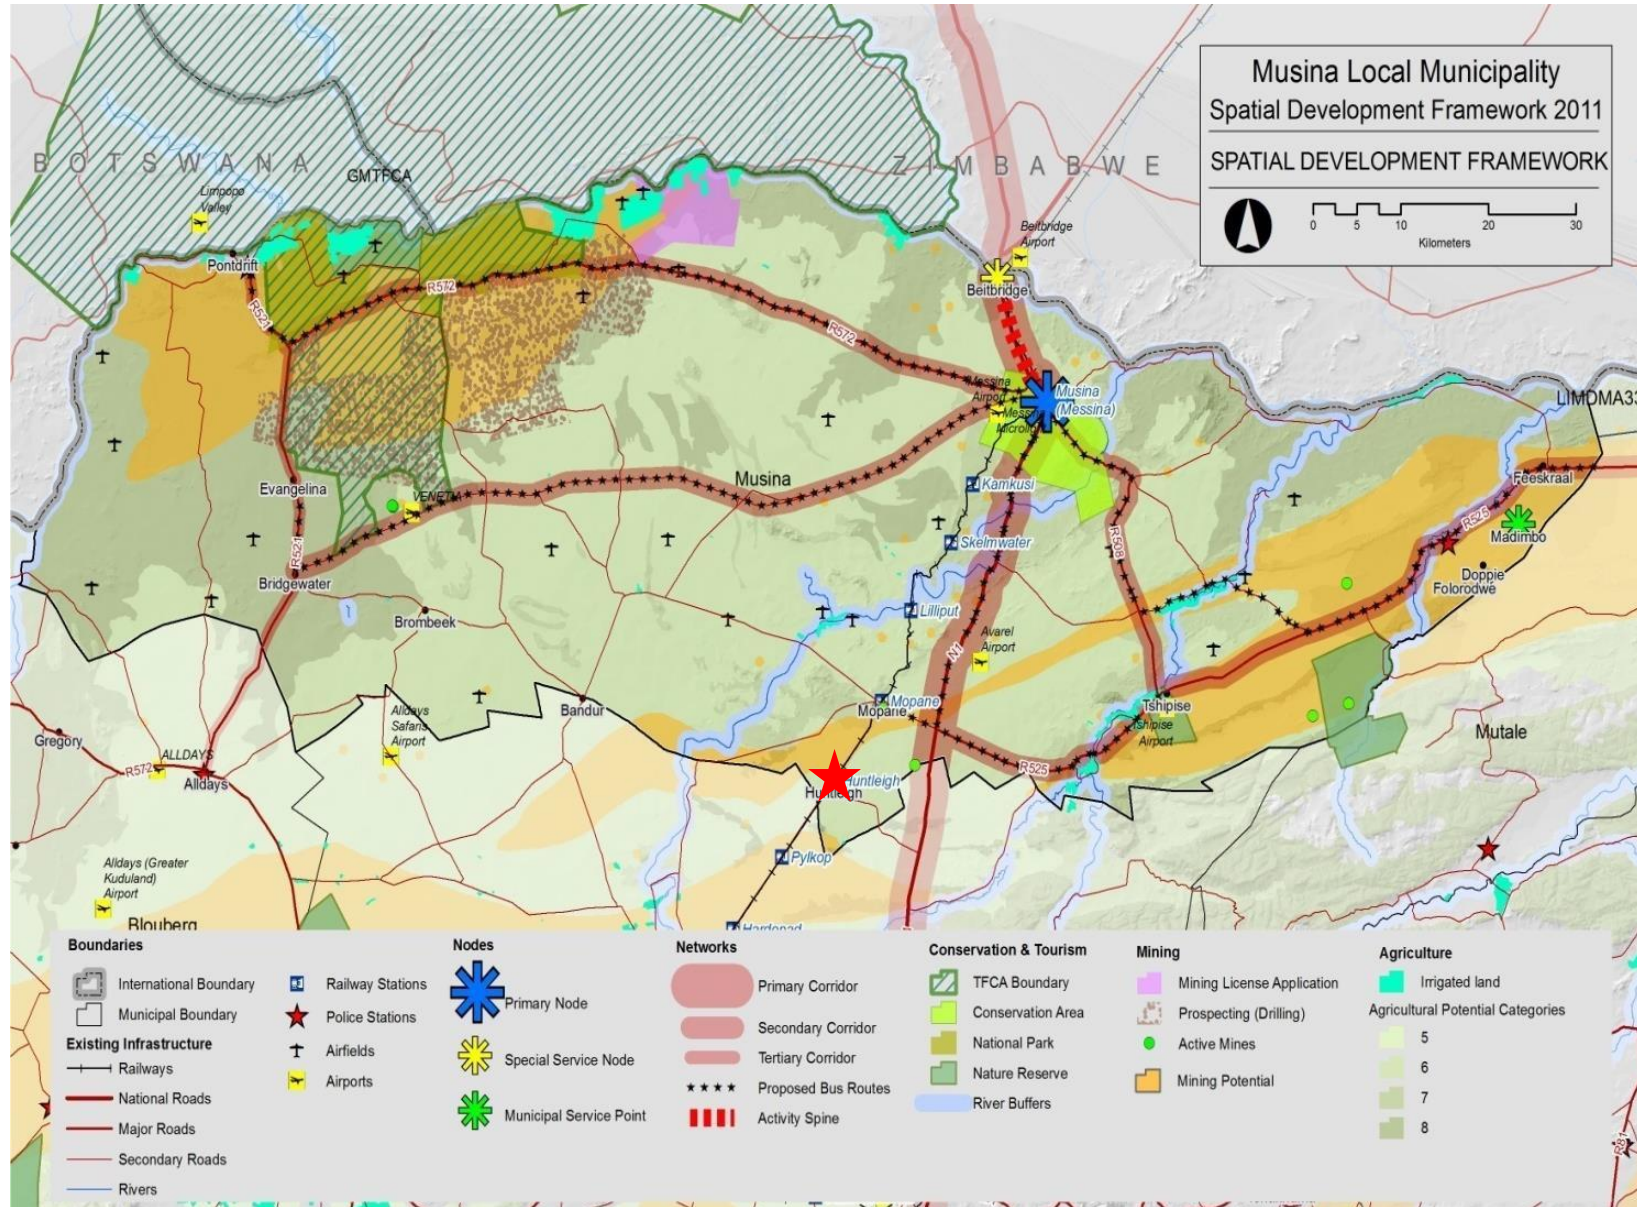 Musina Local Municipality
Spatial Development Framework 2011
SPATIAL DEVELOPMENT FRAMEWORK
0 5 10 20 30
Kilometers
BOTSWANA
ZIMBABWE
GMTFCA
Limpopo
Valley
Beitbridge
Airport
Pontdrift
Beitbridge
R572
R521
R572
Messina
Airport
Musina
(Messina)
Microlight
LIMDMA33
Evangelina
VENETIA
Musina
Kamkusi
Feeskraal
R525
Madimbo
R521
Skelmwater
R508
Bridgewater
Doppie
Folorodwe
Brombeek
Lilliput
N1
Avarel
Airport
Mopane
Mopane
Bandur
Tshipise
Tshipise
Airport
Alldays
Safaris
Airport
Gregory
Mutale
ALLDAYS
R572
Alldays
R525
Huntleigh
Huntleigh
Pylkop
Alldays (Greater
Kuduland)
Airport
Blouberg
Boundaries
International Boundary
Municipal Boundary
Existing Infrastructure
Railways
National Roads
Major Roads
Secondary Roads
Rivers
Railway Stations
Police Stations
Airfields
Airports
Nodes
Primary Node
Special Service Node
Municipal Service Point
Networks
Primary Corridor
Secondary Corridor
Tertiary Corridor
Proposed Bus Routes
Activity Spine
Conservation & Tourism
TFCA Boundary
Conservation Area
National Park
Nature Reserve
River Buffers
Mining
Mining License Application
Prospecting (Drilling)
Active Mines
Mining Potential
Agriculture
Irrigated land
Agricultural Potential Categories
5
6
7
8
R81